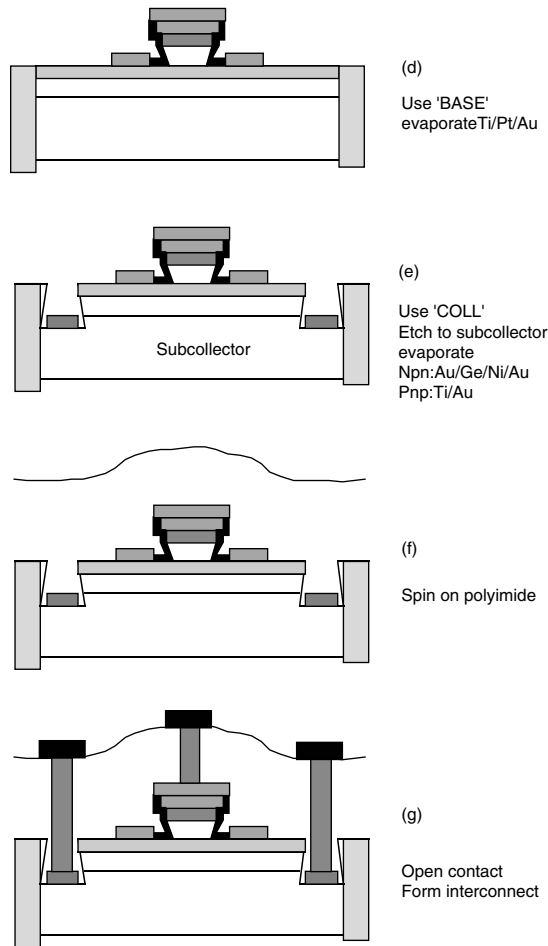 (d)
Use 'BASE'
evaporateTi/Pt/Au
(e)
Use 'COLL'
Etch to subcollector
evaporate
Npn:Au/Ge/Ni/Au
Pnp:Ti/Au
Subcollector
(f)
Spin on polyimide
(g)
Open contact
Form interconnect